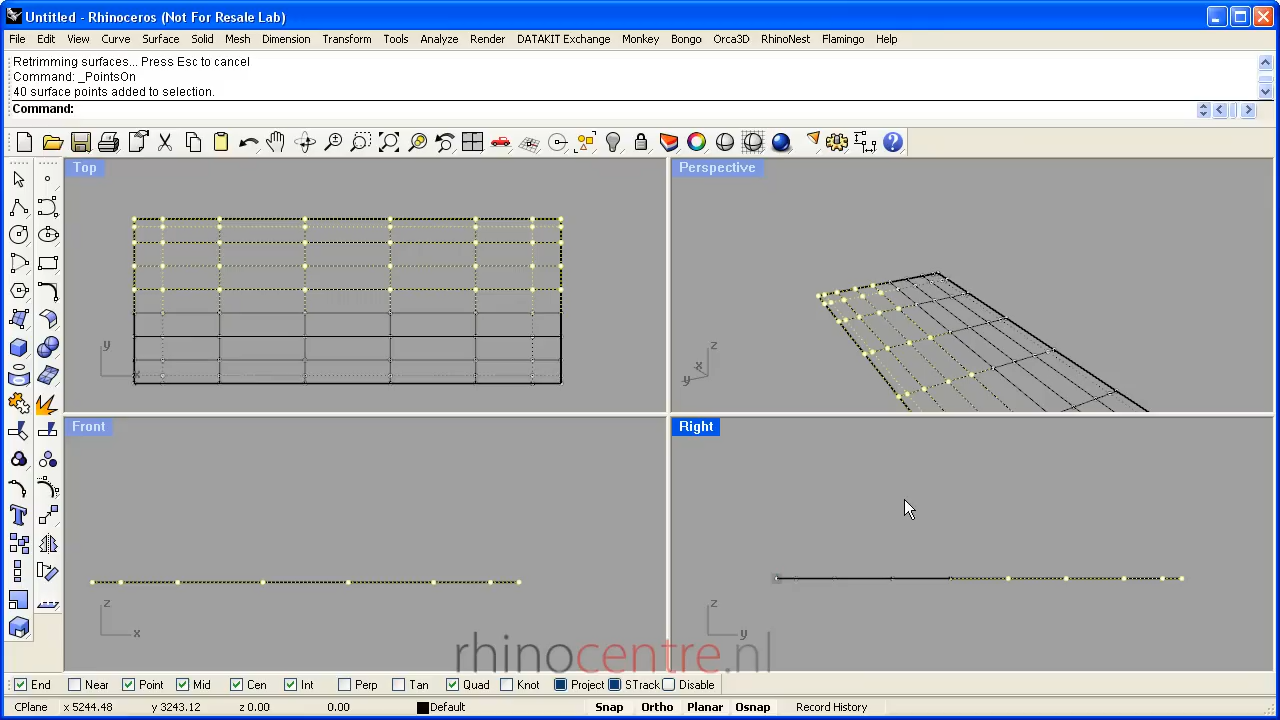 Untitled - Rhinoceros (Not For Resale Lab)
File Edit View Curve Surface Solid Mesh Dimension Transform Tools Analyze Render DATAKIT Exchange Monkey Bongo Orca3D RhinoNest Flamingo Help
Retrimming surfaces... Press Esc to cancel
Command: _PointsOn
40 surface points added to selection.
Command:
Top
Perspective
y
x
z
x
y
Front
Right
z
x
z
y
rhinocentre.nl
End Near Point Mid Cen Int Perp Tan Quad Knot Project STrack Disable
CPlane x 5244.48 y 3243.12 z 0.00 0.00 Default Snap Ortho Planar Osnap Record History